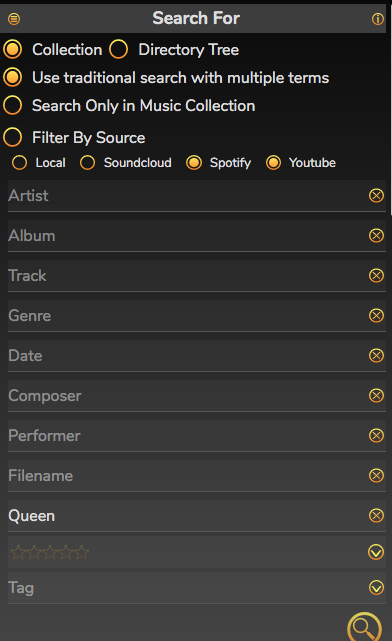 Search For
Collection Directory Tree
Use traditional search with multiple terms
Search Only in Music Collection
Filter By Source
Local Soundcloud Spotify Youtube
Artist
Album
Track
Genre
Date
Composer
Performer
Filename
Queen
Tag